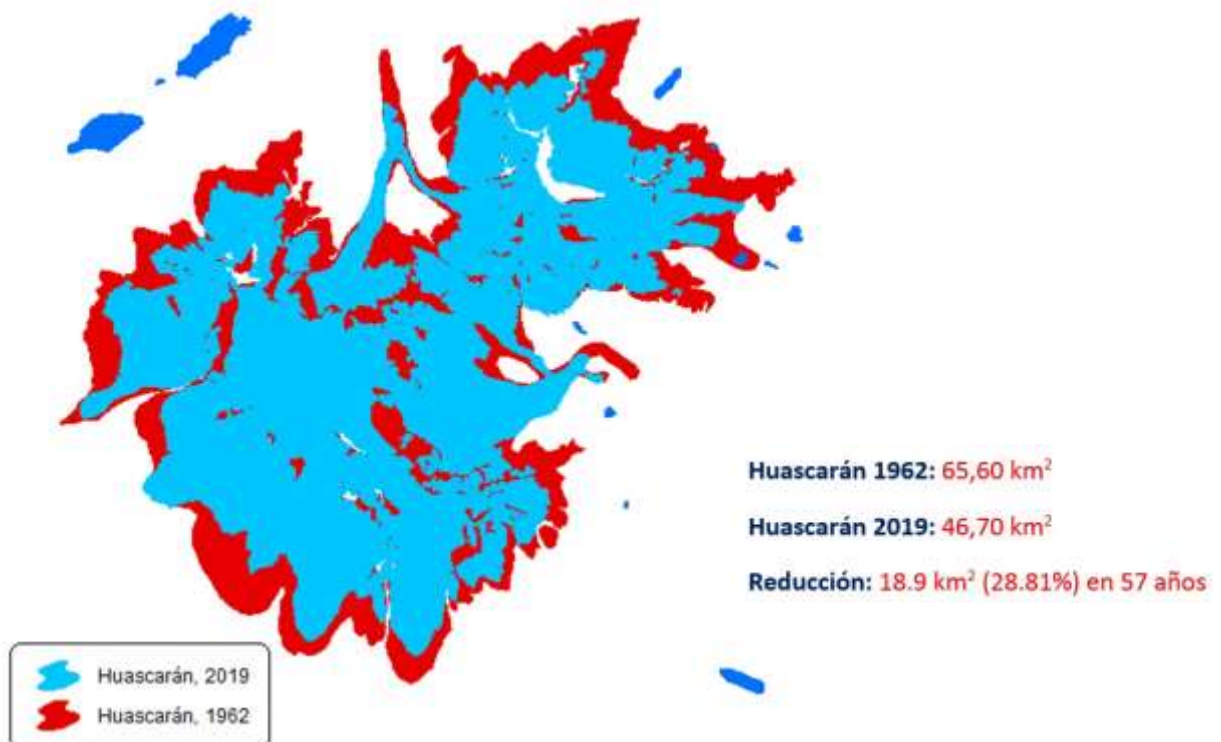 Huascarán 1962: 65,60 km²
Huascarán 2019: 46,70 km²
Reducción: 18.9 km² (28.81%) en 57 años
Huascarán, 2019
Huascarán, 1962